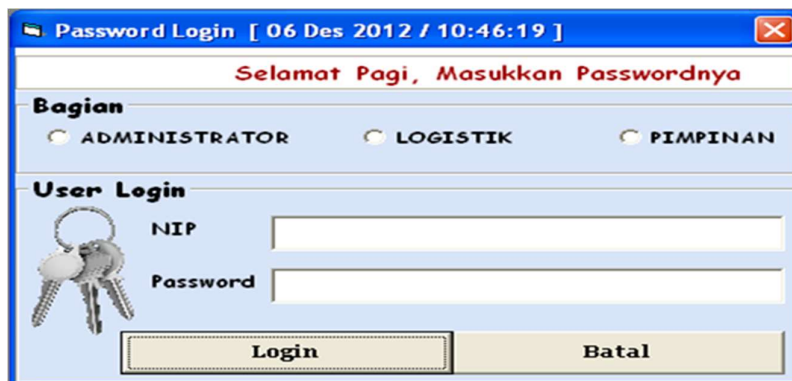 Password Login [ 06 Des 2012 / 10:46:19 ]
Selamat Pagi, Masukkan Passwordnya
Bagian
ADMINISTRATOR LOGISTIK PIMPINAN
User Login
NIP
Password
Login Batal